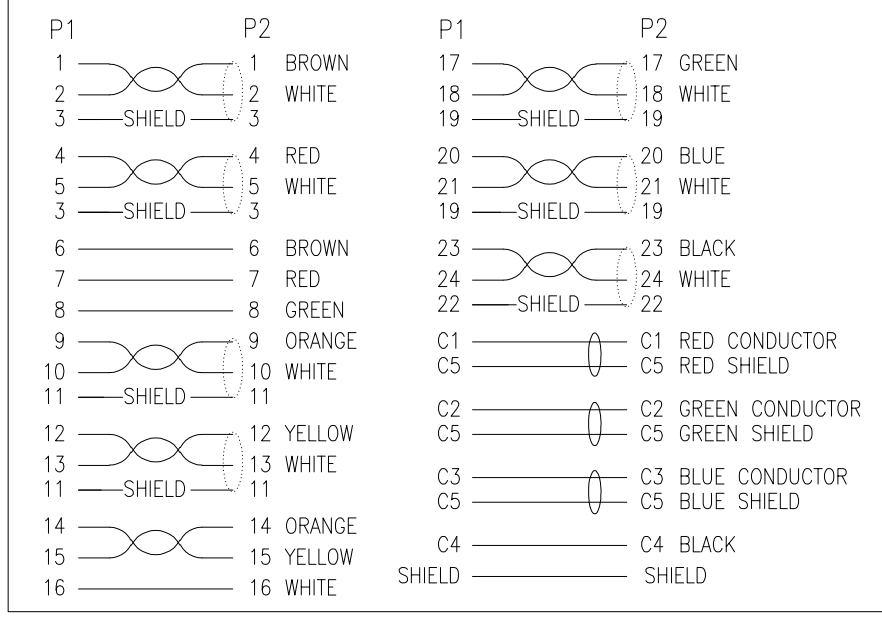 P1 P2
1 1 BROWN
2 2 WHITE
3 SHIELD 3
4 4 RED
5 5 WHITE
3 SHIELD 3
6 6 BROWN
7 7 RED
8 8 GREEN
9 9 ORANGE
10 10 WHITE
11 SHIELD 11
12 12 YELLOW
13 13 WHITE
11 SHIELD 11
14 14 ORANGE
15 15 YELLOW
16 16 WHITE
P1 P2
17 17 GREEN
18 18 WHITE
19 SHIELD 19
20 20 BLUE
21 21 WHITE
19 SHIELD 19
23 23 BLACK
24 24 WHITE
22 SHIELD 22
C1 C1 RED CONDUCTOR
C5 C5 RED SHIELD
C2 C2 GREEN CONDUCTOR
C5 C5 GREEN SHIELD
C3 C3 BLUE CONDUCTOR
C5 C5 BLUE SHIELD
C4 C4 BLACK
SHIELD SHIELD